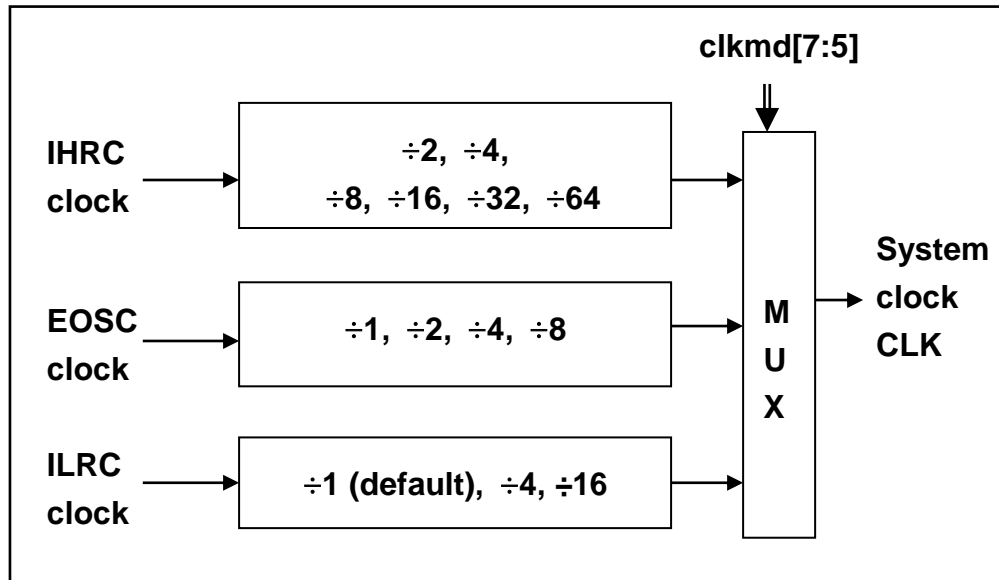 clkmd[7:5]
IHRC
clock
÷2, ÷4,
÷8, ÷16, ÷32, ÷64
EOSC
clock
÷1, ÷2, ÷4, ÷8
ILRC
clock
÷1 (default), ÷4, ÷16
M
U
X
System
clock
CLK